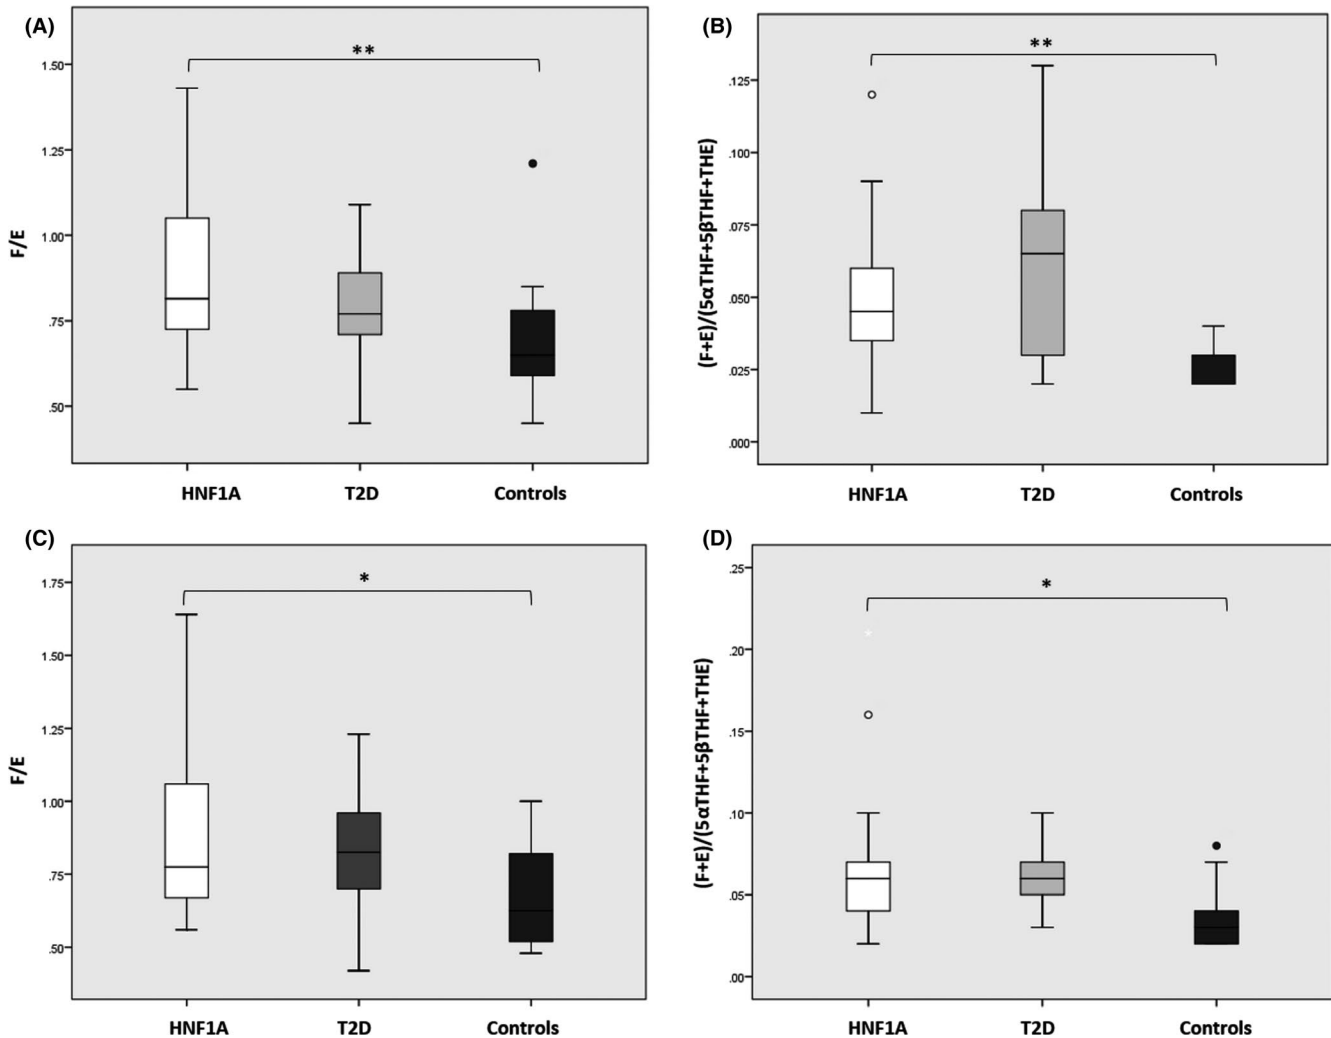 (A)
**
1.50
1.25
1.00
.75
.50
F/E
HNF1A T2D Controls
(B)
**
.125
.100
.075
.050
.025
.000
(F+E)/(5αTHF+5βTHF+THE)
HNF1A T2D Controls
(C)
*
1.75
1.50
1.25
1.00
.75
.50
F/E
HNF1A T2D Controls
(D)
*
.25
.20
.15
.10
.05
.00
(F+E)/(5αTHF+5βTHF+THE)
HNF1A T2D Controls